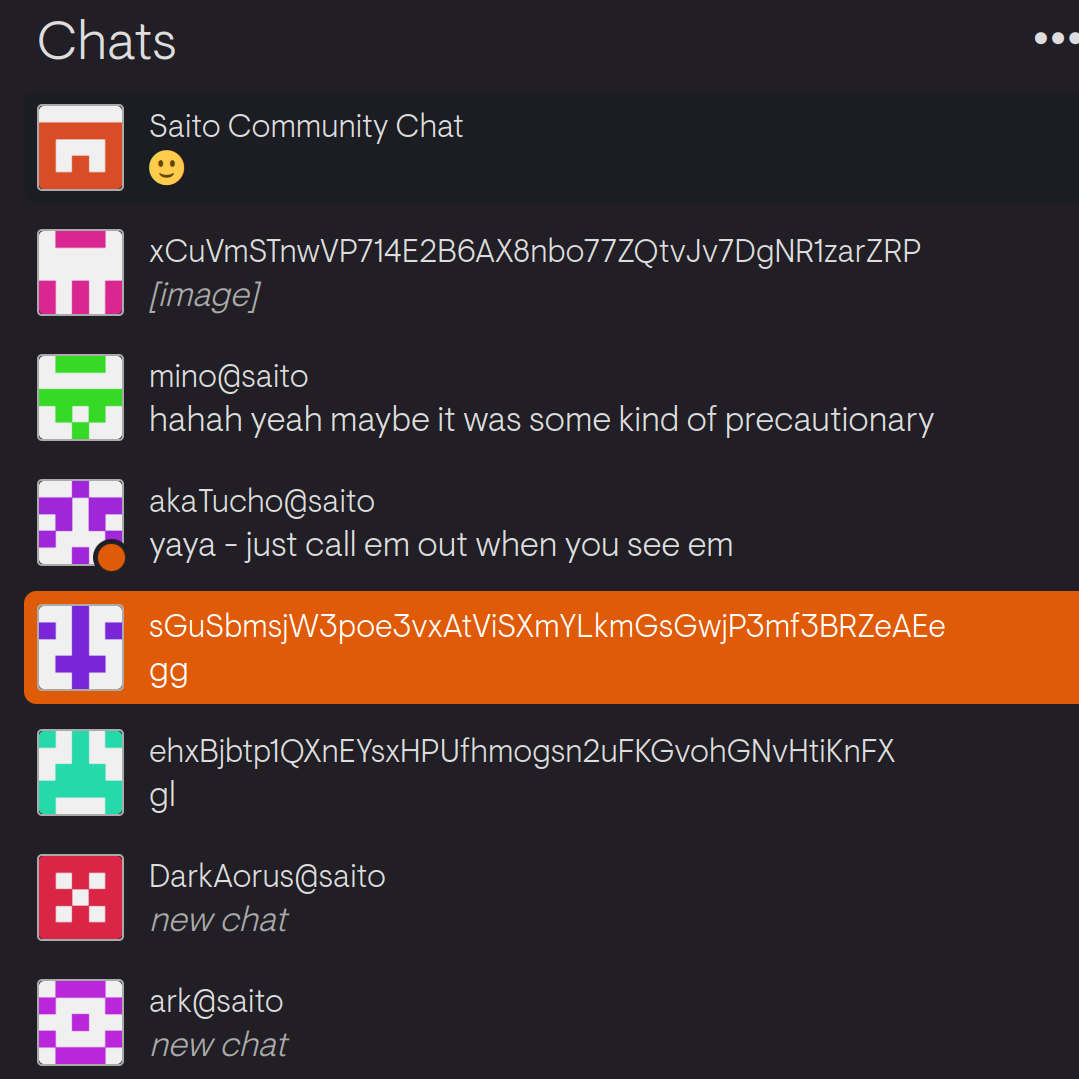 Chats
Saito Community Chat
🙂
xCuVmSTnwVP714E2B6AX8nbo77ZQtvJv7DgNR1zarZRP
[image]
mino@saito
hahah yeah maybe it was some kind of precautionary
akaTucho@saito
yaya - just call em out when you see em
sGuSbmsjW3poe3vxAtViSXmYLkmGsGwjP3mf3BRZeAEe
gg
ehxBjbtp1QXnEYsxHPUfhmogsn2uFKGvohGNvHtiKnFX
gl
DarkAorus@saito
new chat
ark@saito
new chat